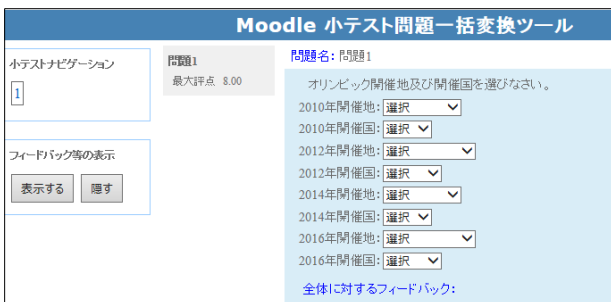 Moodle 小テスト問題一括変換ツール
小テストナビゲーション
1
フィードバック等の表示
表示する 隠す
問題1
最大評点 8.00
問題名: 問題1
オリンピック開催地及び開催国を選びなさい。
2010年開催地: 選択
2010年開催国: 選択
2012年開催地: 選択
2012年開催国: 選択
2014年開催地: 選択
2014年開催国: 選択
2016年開催地: 選択
2016年開催国: 選択
全体に対するフィードバック: